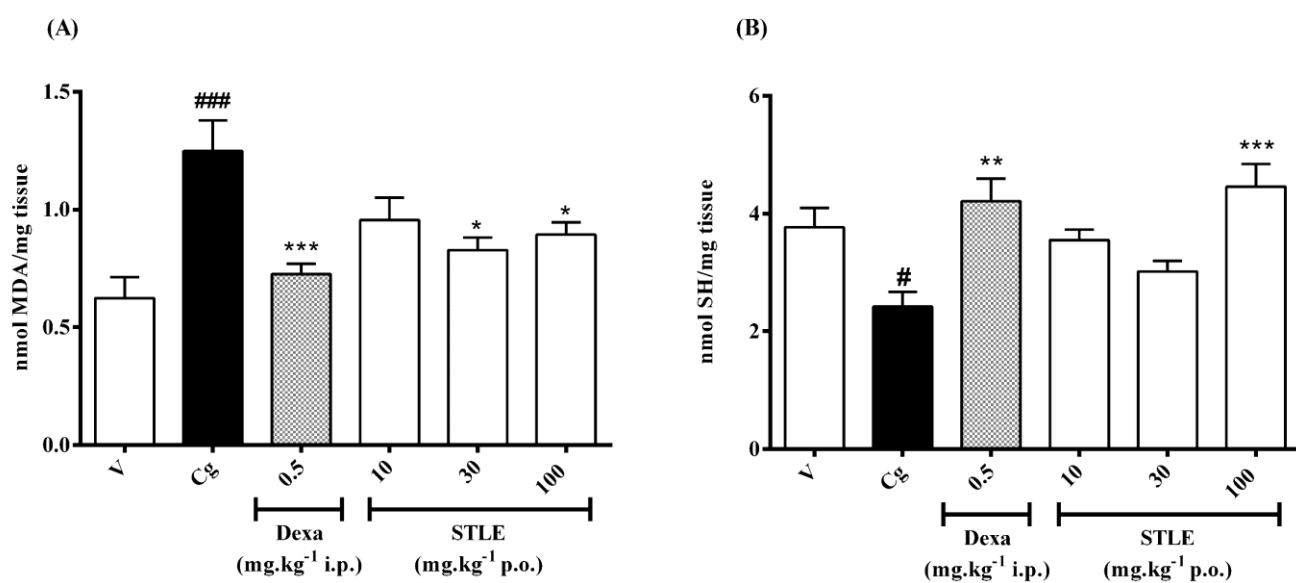 (A)
nmol MDA/mg tissue
1.5
1.0
0.5
0.0
###
***
*
*
V
Cg
0.5
10
30
100
Dexa
(mg.kg⁻¹ i.p.)
STLE
(mg.kg⁻¹ p.o.)
(B)
nmol SH/mg tissue
6
4
2
0
#
**
***
V
Cg
0.5
10
30
100
Dexa
(mg.kg⁻¹ i.p.)
STLE
(mg.kg⁻¹ p.o.)